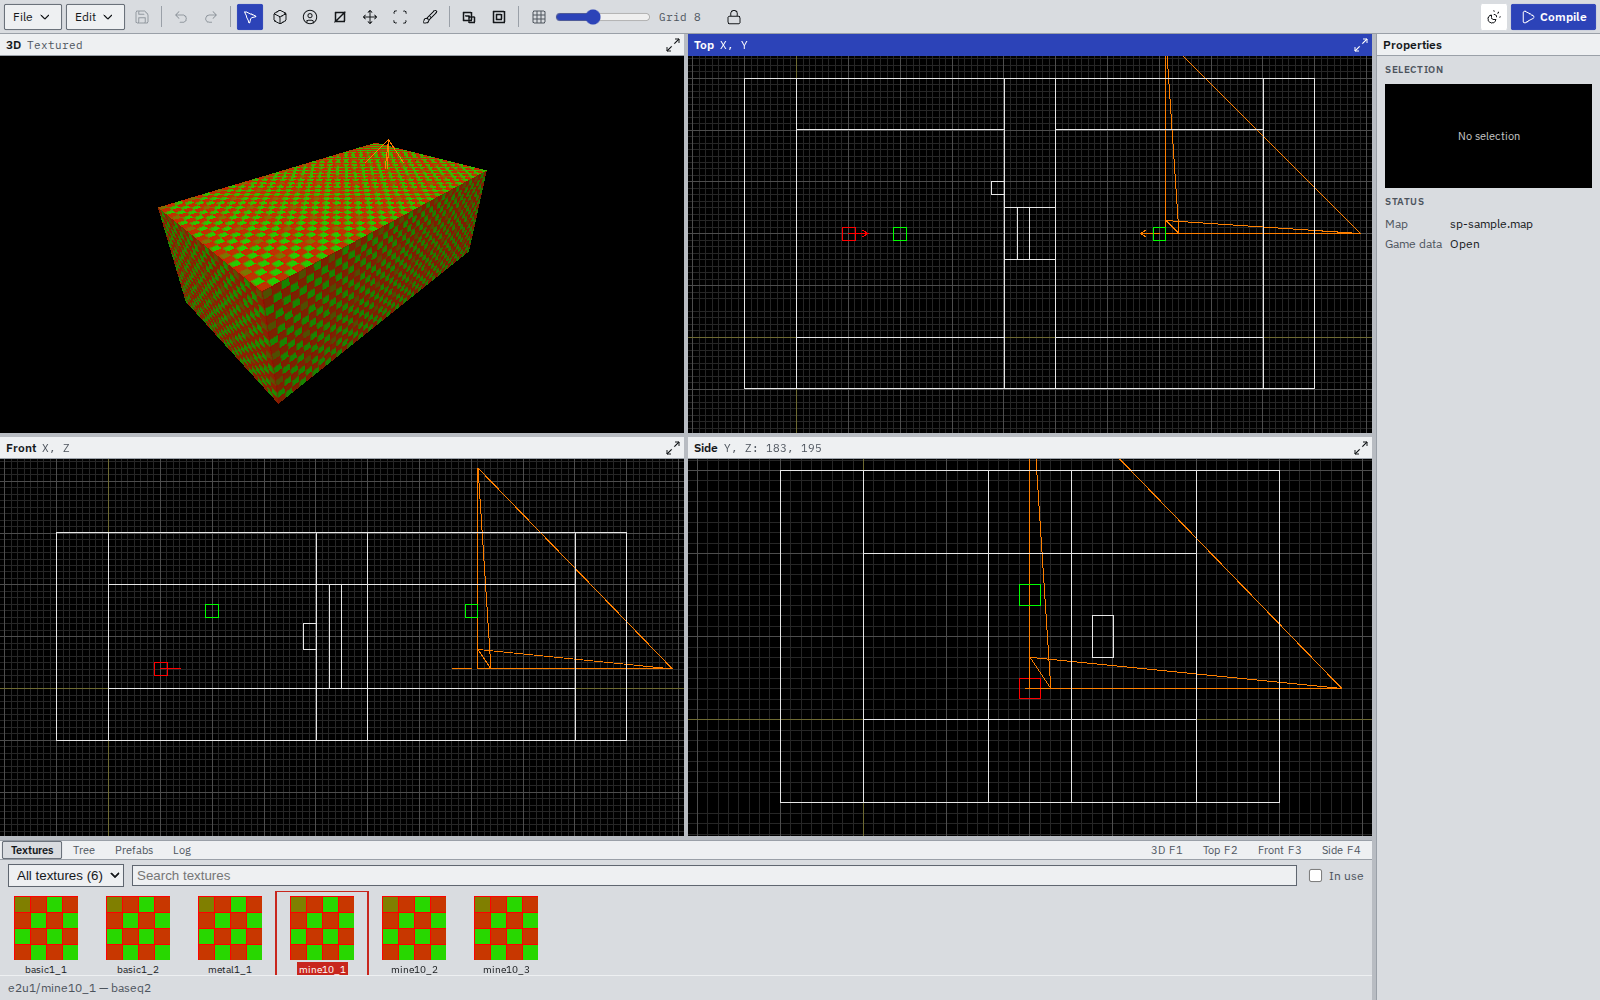 File Edit Grid 8 Compile
3D Textured
Top X, Y
Properties
SELECTION
No selection
STATUS
Map sp-sample.map
Game data Open
Front X, Z
Side Y, Z: 183, 195
Textures Tree Prefabs Log 3D F1 Top F2 Front F3 Side F4
All textures (6) Search textures In use
basic1_1 basic1_2 metal1_1 mine10_1 mine10_2 mine10_3
e2u1/mine10_1 — baseq2